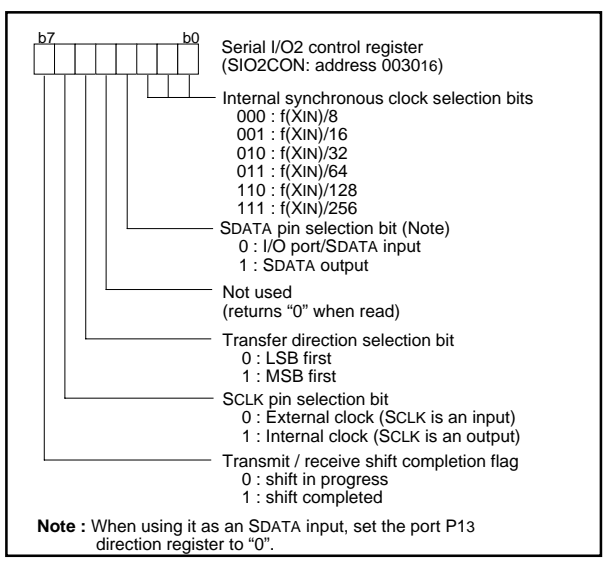 b7 b0
Serial I/O2 control register
(SIO2CON: address 003016)
Internal synchronous clock selection bits
000 : f(XIN)/8
001 : f(XIN)/16
010 : f(XIN)/32
011 : f(XIN)/64
110 : f(XIN)/128
111 : f(XIN)/256
SDATA pin selection bit (Note)
0 : I/O port/SDATA input
1 : SDATA output
Not used
(returns “0” when read)
Transfer direction selection bit
0 : LSB first
1 : MSB first
SCLK pin selection bit
0 : External clock (SCLK is an input)
1 : Internal clock (SCLK is an output)
Transmit / receive shift completion flag
0 : shift in progress
1 : shift completed
Note : When using it as an SDATA input, set the port P13
direction register to “0”.